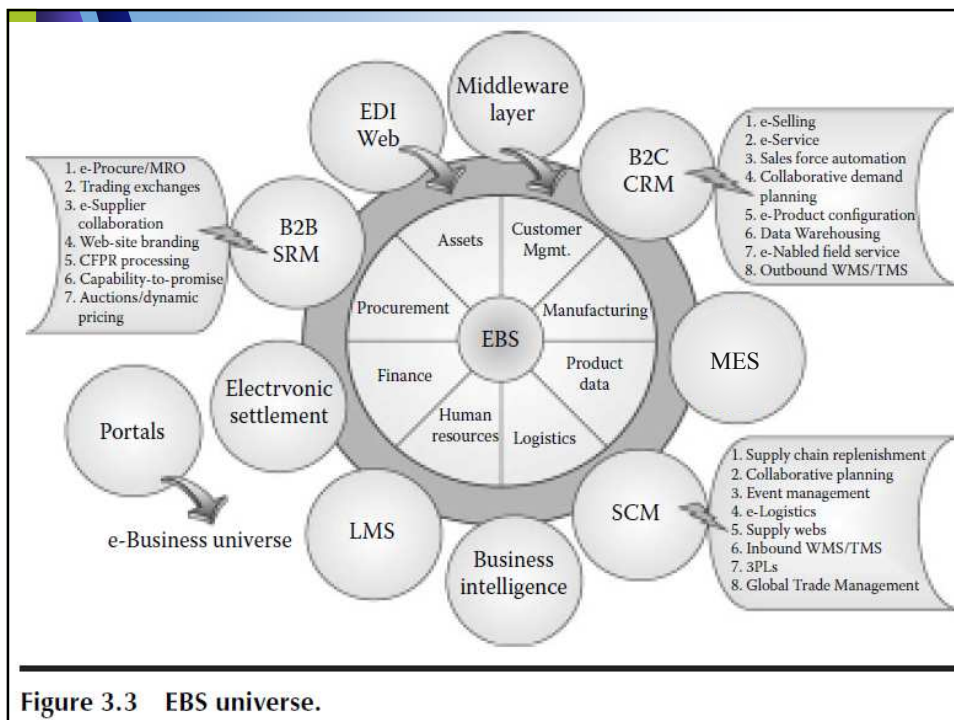 Middleware
layer
EDI
Web
B2C
CRM
1. e-Selling
2. e-Service
3. Sales force automation
4. Collaborative demand
planning
5. e-Product configuration
6. Data Warehousing
7. e-Nabled field service
8. Outbound WMS/TMS
1. e-Procure/MRO
2. Trading exchanges
3. e-Supplier
collaboration
4. Web-site branding
5. CFPR processing
6. Capability-to-promise
7. Auctions/dynamic
pricing
B2B
SRM
Assets
Customer
Mgmt.
Procurement
Manufacturing
EBS
Finance
Product
data
Human
resources
Logistics
MES
Electrvonic
settlement
Portals
e-Business universe
LMS
Business
intelligence
SCM
1. Supply chain replenishment
2. Collaborative planning
3. Event management
4. e-Logistics
5. Supply webs
6. Inbound WMS/TMS
7. 3PLs
8. Global Trade Management
Figure 3.3 EBS universe.